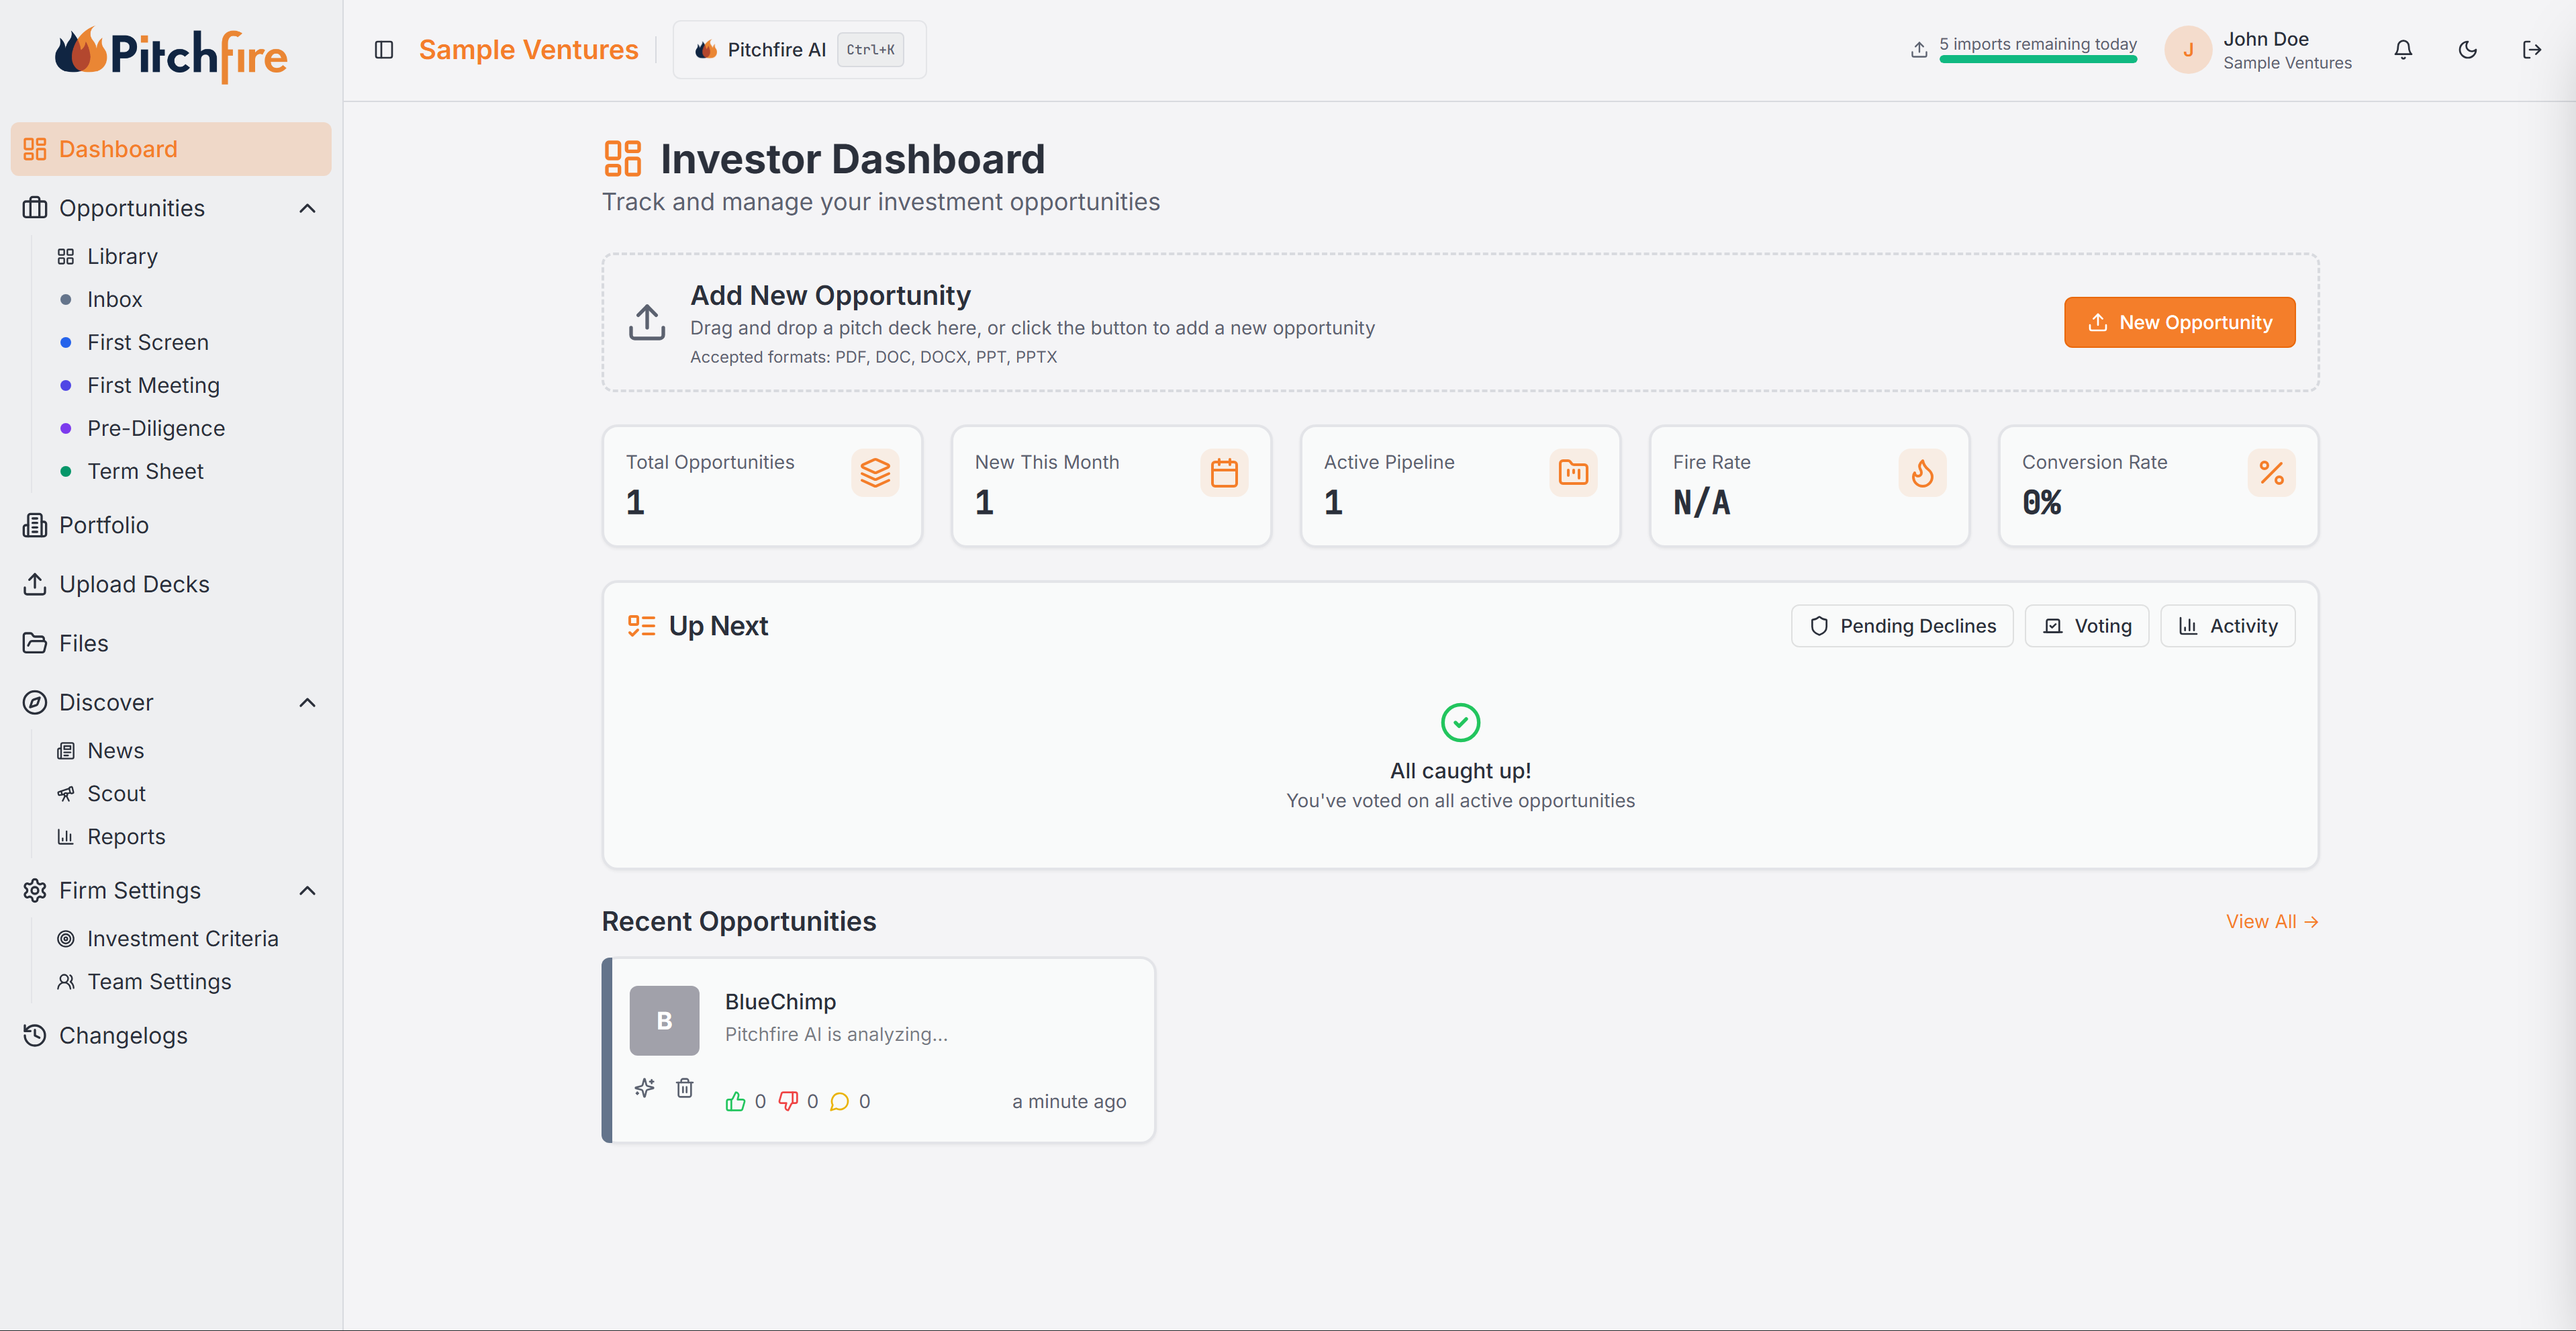 Pitchfire
Sample Ventures
Pitchfire AI Ctrl+K
5 imports remaining today
J
John Doe
Sample Ventures
Dashboard
Opportunities
Library
Inbox
First Screen
First Meeting
Pre-Diligence
Term Sheet
Portfolio
Upload Decks
Files
Discover
News
Scout
Reports
Firm Settings
Investment Criteria
Team Settings
Changelogs
Investor Dashboard
Track and manage your investment opportunities
Add New Opportunity
Drag and drop a pitch deck here, or click the button to add a new opportunity
Accepted formats: PDF, DOC, DOCX, PPT, PPTX
New Opportunity
Total Opportunities
1
New This Month
1
Active Pipeline
1
Fire Rate
N/A
Conversion Rate
0%
Up Next
Pending Declines
Voting
Activity
All caught up!
You've voted on all active opportunities
Recent Opportunities
View All →
B
BlueChimp
Pitchfire AI is analyzing...
0 0 0
a minute ago